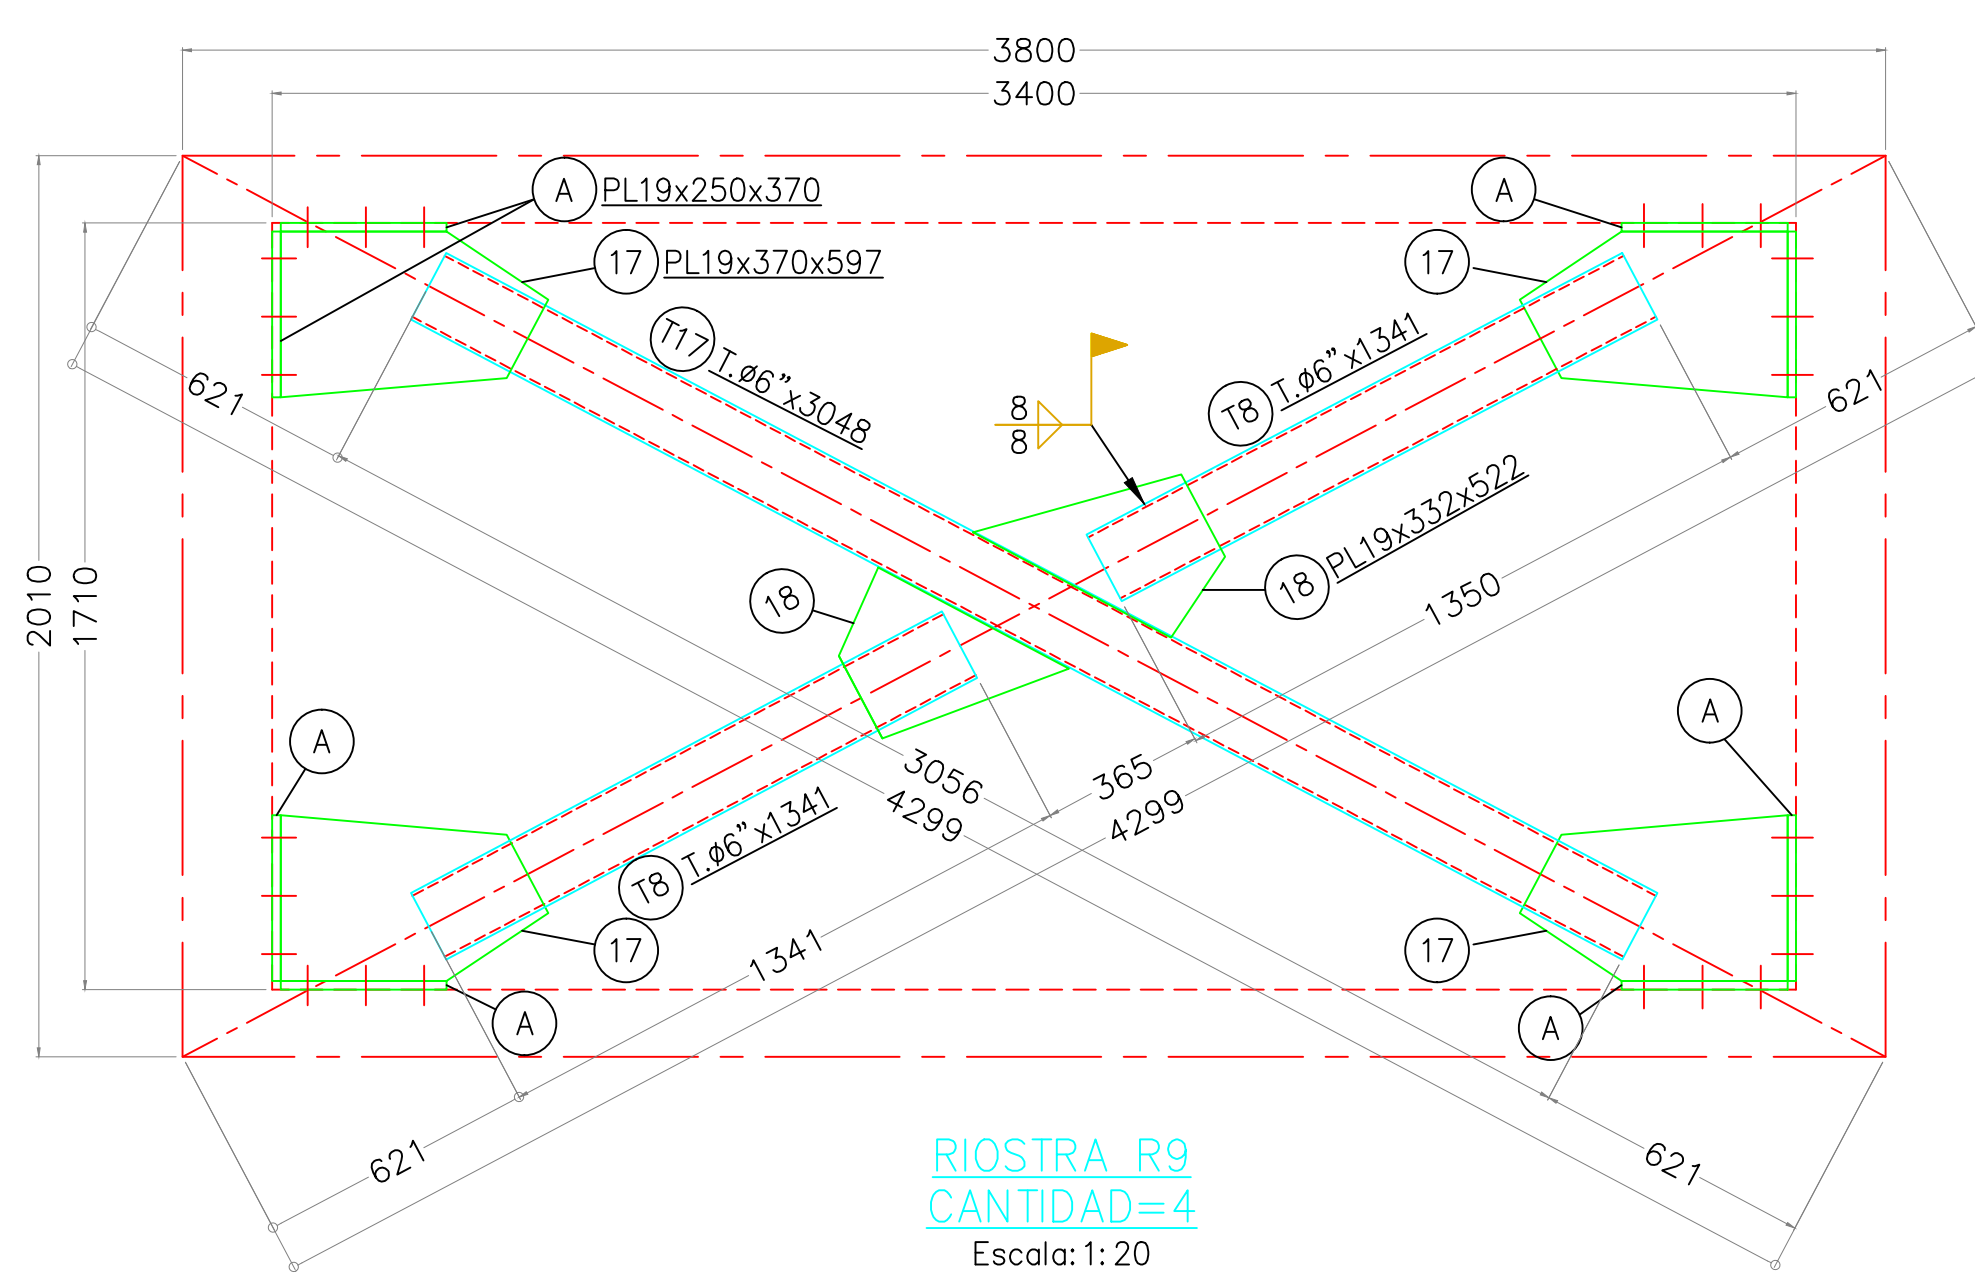 3800
3400
A PL19x250x370
A
17 PL19x370x597
17
T17 T.ø6”x3048
T8 T.ø6”x1341
621
621
8
8
18 PL19x332x522
18
1350
2010
1710
A
A
3056
4299
365
4299
T8 T.ø6”x1341
17
17
1341
A
A
621
621
RIOSTRA R9
CANTIDAD=4
Escala:1:20